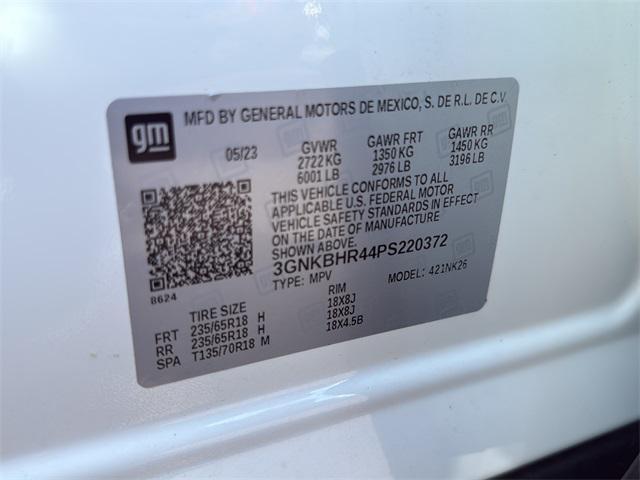 gm
MFD BY GENERAL MOTORS DE MEXICO, S. DE R.L. DE C.V.
05/23 GVWR GAWR FRT GAWR RR
2722 KG 1350 KG 1450 KG
6001 LB 2976 LB 3196 LB
THIS VEHICLE CONFORMS TO ALL
APPLICABLE U.S. FEDERAL MOTOR
VEHICLE SAFETY STANDARDS IN EFFECT
ON THE DATE OF MANUFACTURE
SHOWN ABOVE.
3GNKBHR44PS220372
TYPE: MPV MODEL: 421NK26
8624
TIRE SIZE RIM
FRT 235/65R18 H 18X8J
RR 235/65R18 H 18X8J
SPA T135/70R18 M 18X4.5B